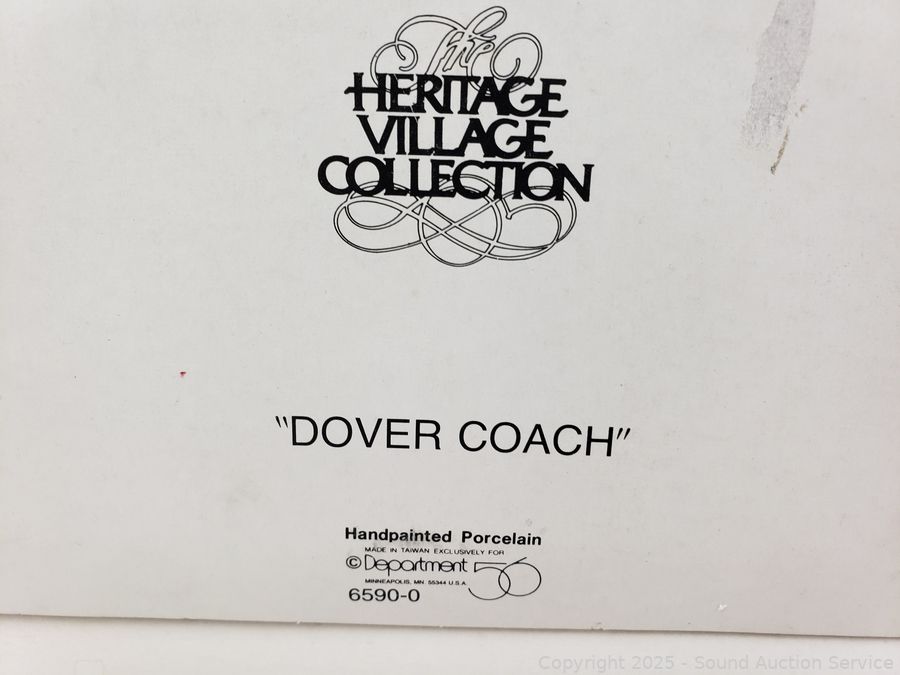 The
HERITAGE
VILLAGE
COLLECTION
"DOVER COACH"
Handpainted Porcelain
MADE IN TAIWAN EXCLUSIVELY FOR
©Department 56
MINNEAPOLIS, MN 55344 U.S.A.
6590-0
Copyright 2025 - Sound Auction Service